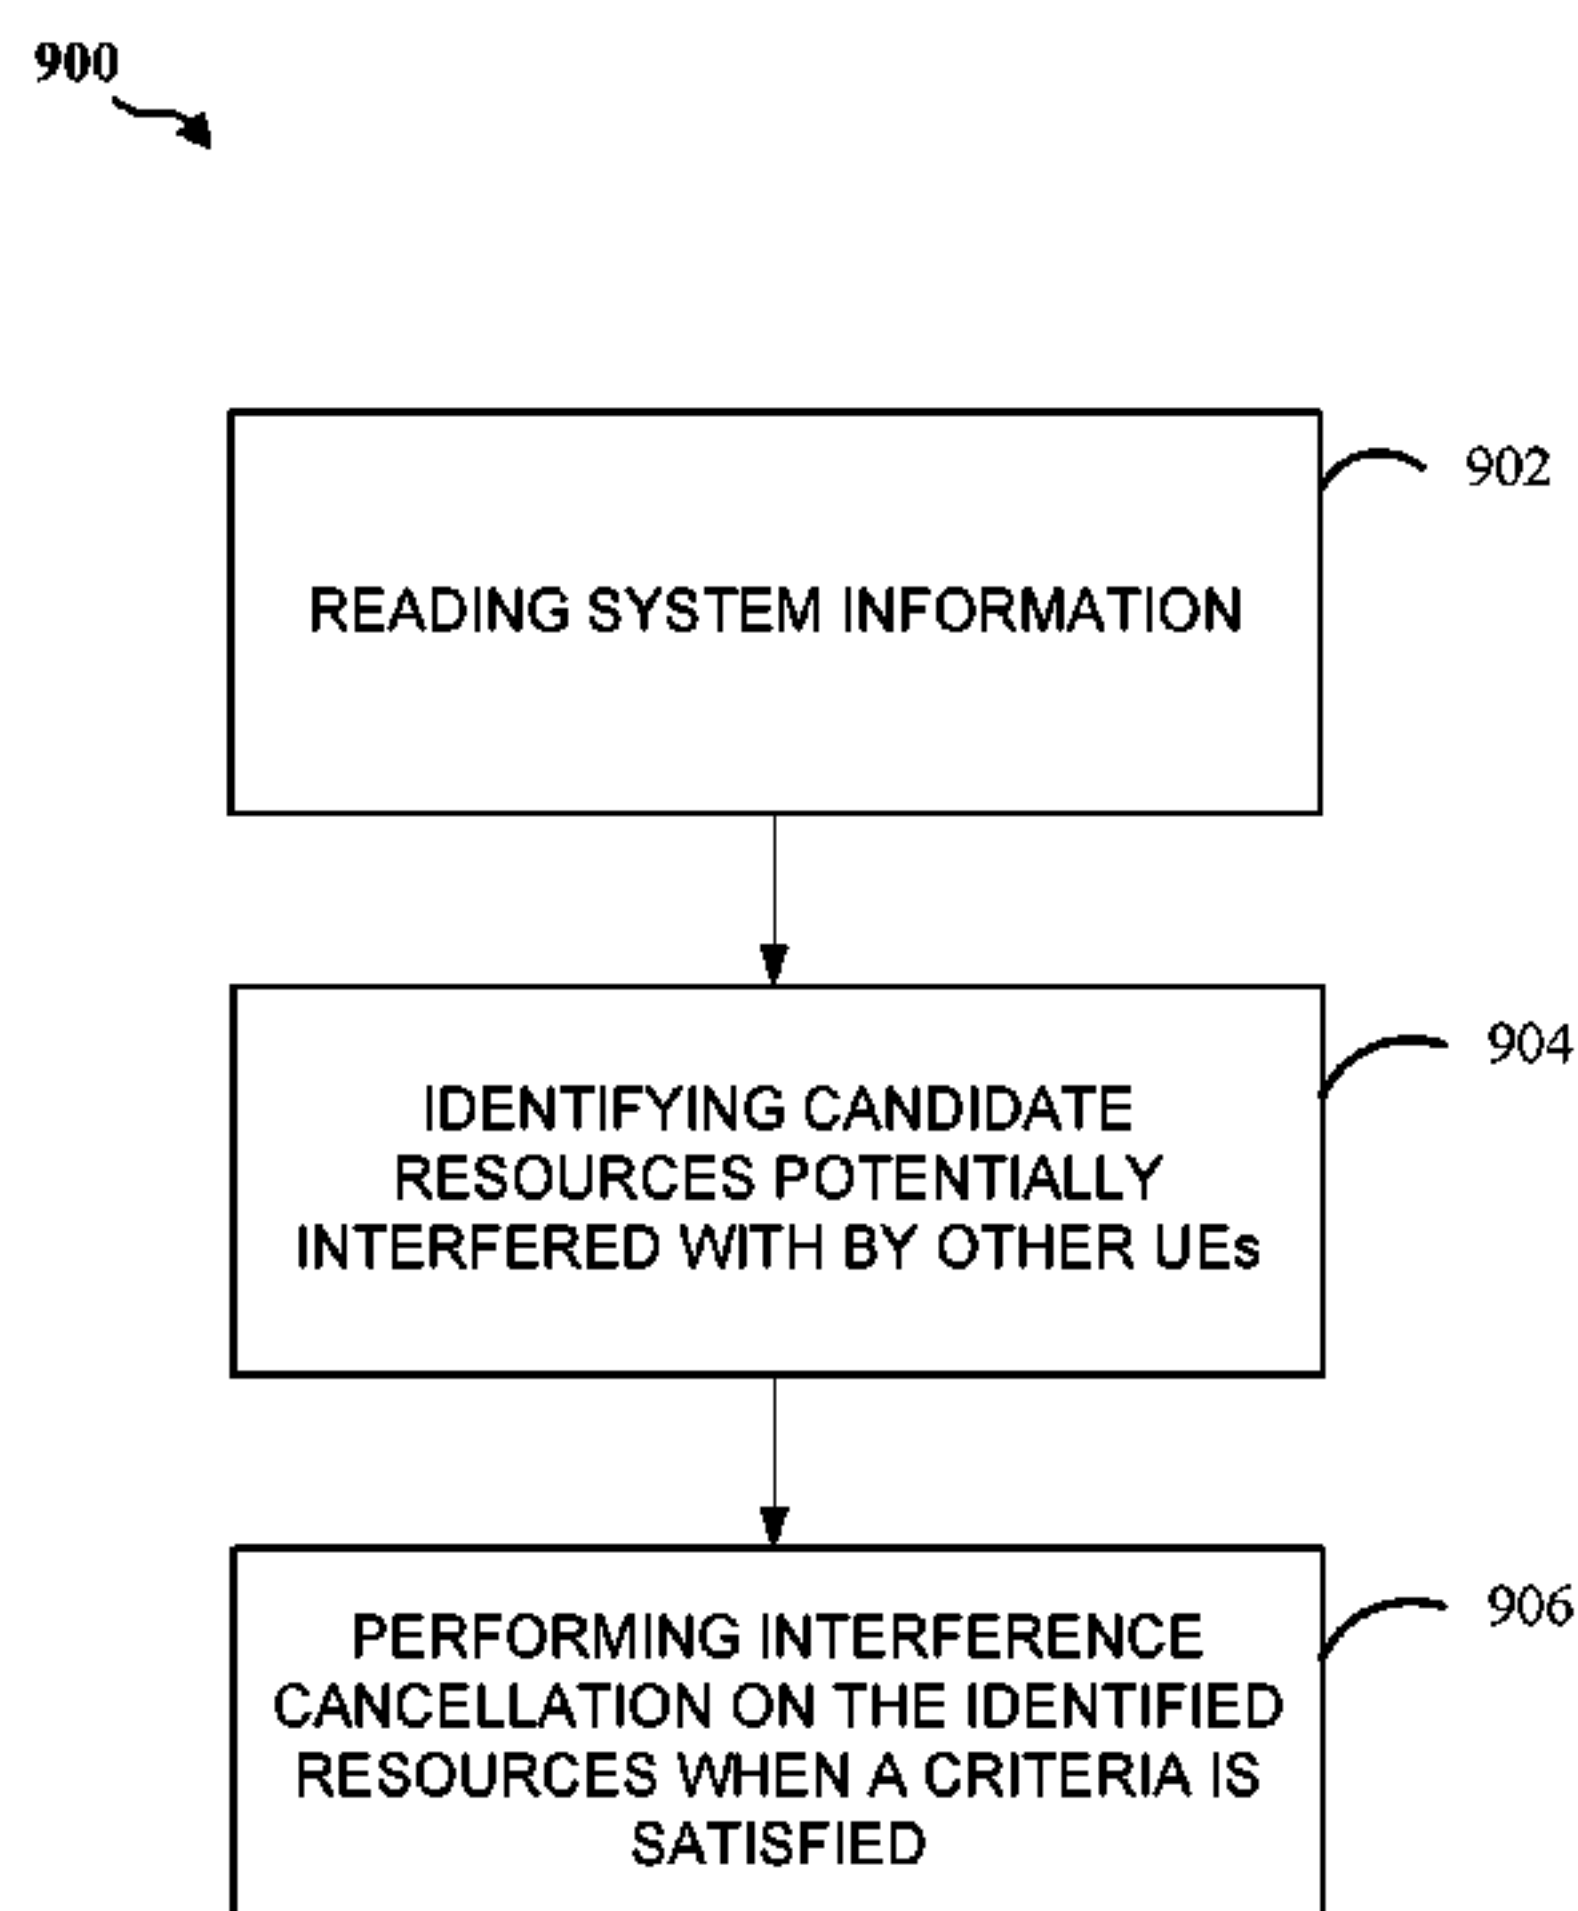 900
902
READING SYSTEM INFORMATION
904
IDENTIFYING CANDIDATE
RESOURCES POTENTIALLY
INTERFERED WITH BY OTHER UEs
906
PERFORMING INTERFERENCE
CANCELLATION ON THE IDENTIFIED
RESOURCES WHEN A CRITERIA IS
SATISFIED